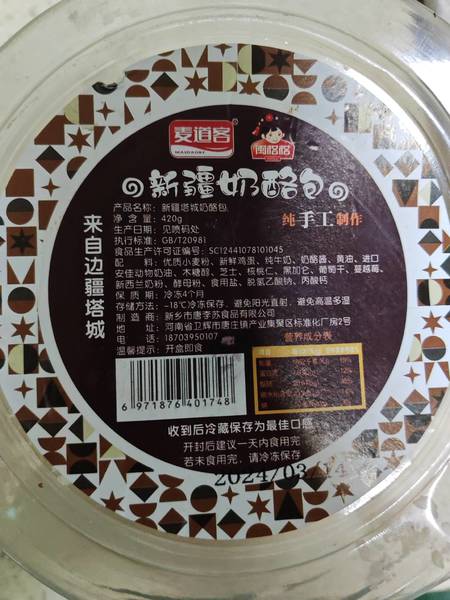 麦道客
MAIDAOKE
闺格格
新疆奶酪包
纯手工制作
来自边疆塔城
产品名称：新疆塔城奶酪包
净 含 量：420g
生产日期：见喷码处
执行标准：GB/T20981
食品生产许可证编号：SC12441078101045
配 料：优质小麦粉、新鲜鸡蛋、纯牛奶、奶酪酱、黄油、进口
安佳动物奶油、木糖醇、芝士、核桃仁、黑加仑、葡萄干、蔓越莓、
新西兰奶粉、酵母粉、食用盐、脱氢乙酸钠、丙酸钙
保 质 期：冷冻4个月
存储方法：-18℃冷冻保存、避免阳光直射，避免高温多湿
制 造 商：新乡市唐李苏食品有限公司
地 址：河南省卫辉市唐庄镇产业集聚区标准化厂房2号
电 话：18703950107
温馨提示：开盒即食
营养成分表
6 971876 401748
收到后冷藏保存为最佳口感
开封后建议一天内食用完
若未食用完，请冷冻保存
2024/03/14